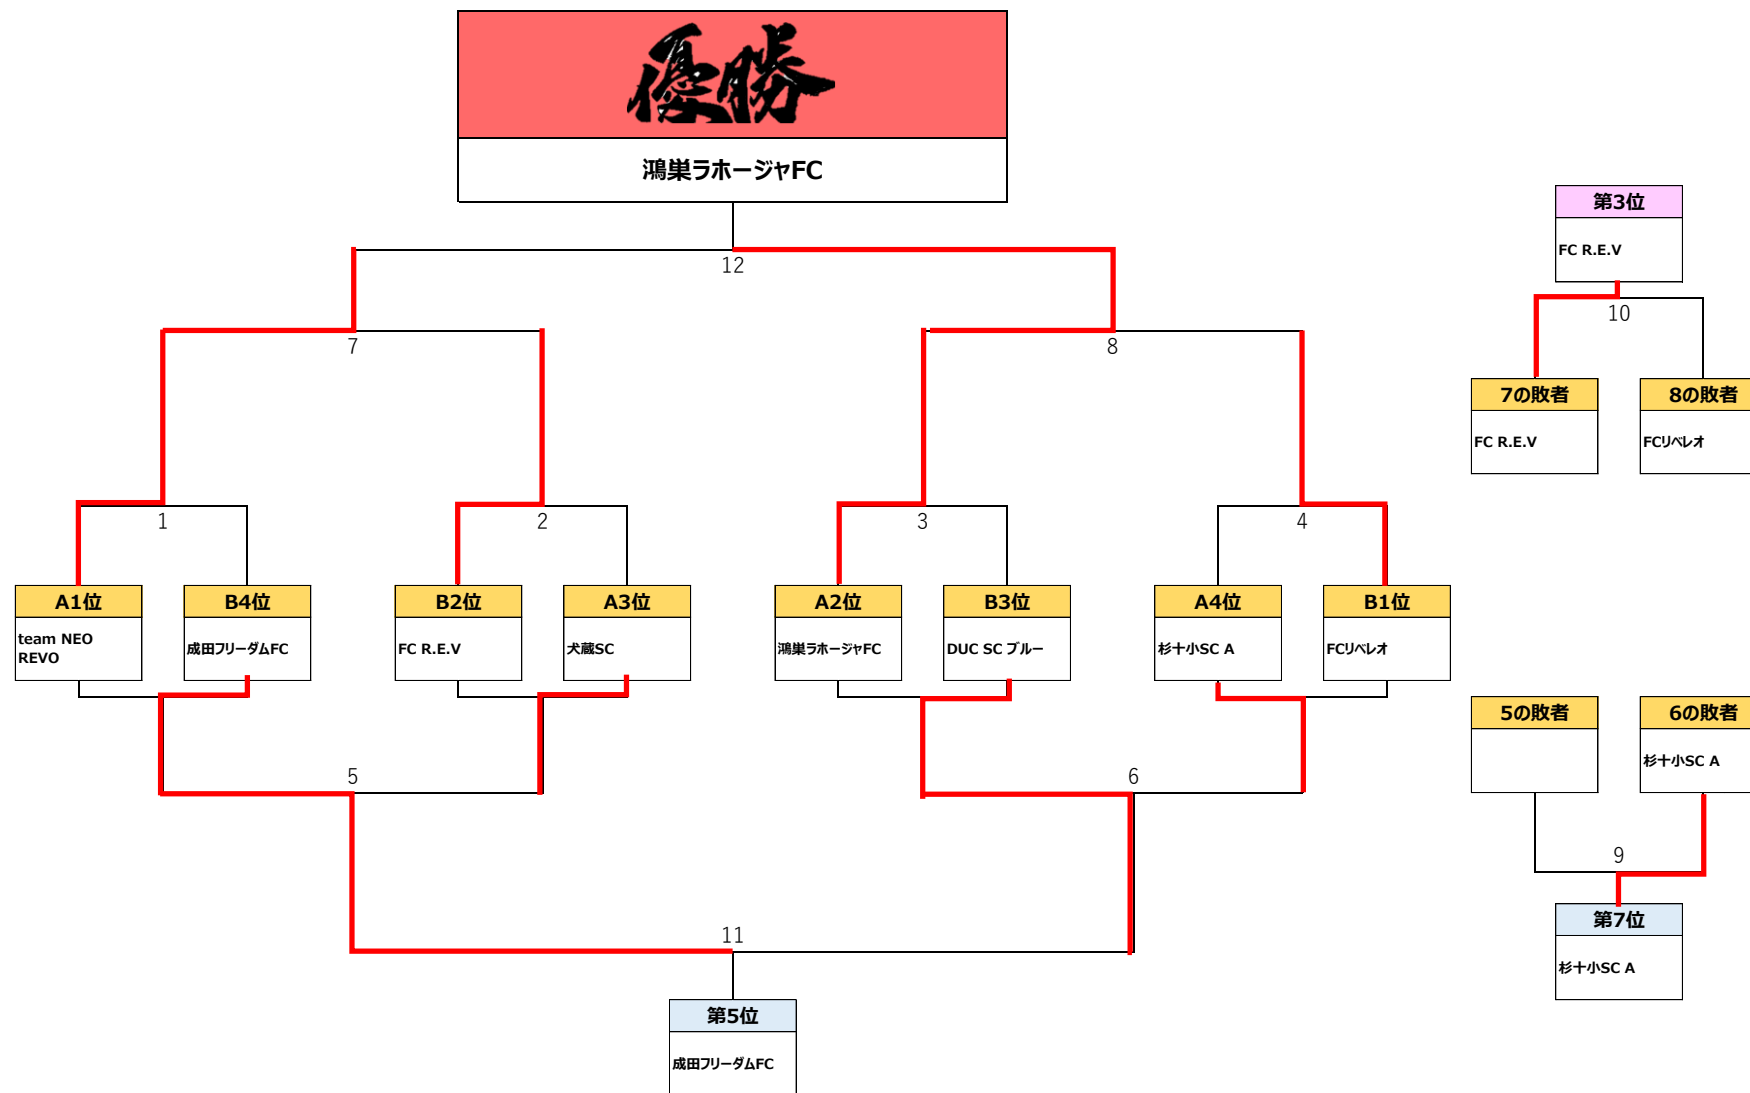 優勝
鴻巣ラホージャFC
第3位
FC R.E.V
12
10
7
8
7の敗者
8の敗者
FC R.E.V
FCリベレオ
1
2
3
4
A1位
B4位
B2位
A3位
A2位
B3位
A4位
B1位
team NEO
REVO
成田フリーダムFC
FC R.E.V
犬蔵SC
鴻巣ラホージャFC
DUC SC ブルー
杉十小SC A
FCリベレオ
5の敗者
6の敗者
杉十小SC A
5
6
9
11
第7位
杉十小SC A
第5位
成田フリーダムFC